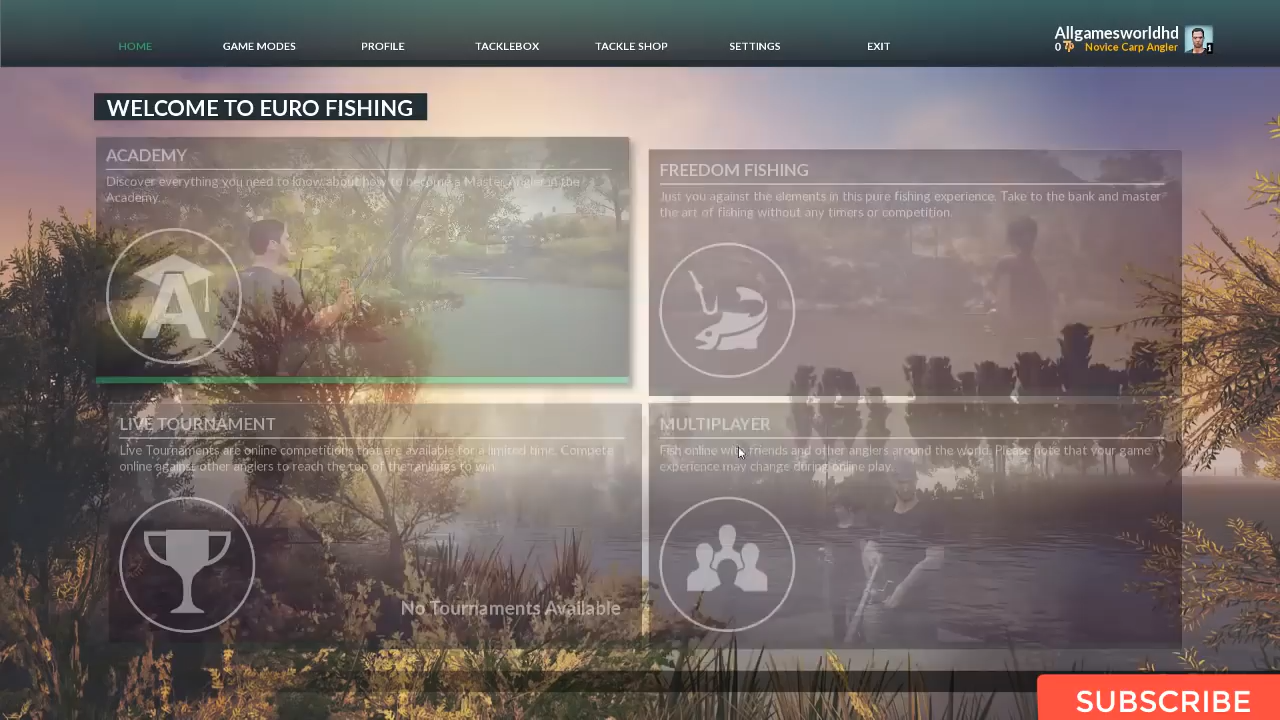 HOME GAME MODES PROFILE TACKLEBOX TACKLE SHOP SETTINGS EXIT
Allgamesworldhd
0 Novice Carp Angler 1
WELCOME TO EURO FISHING
ACADEMY
Discover everything you need to know about how to become a Master Angler in the
Academy.
FREEDOM FISHING
Just you against the elements in this pure fishing experience. Take to the bank and master
the art of fishing without any timers or competition.
LIVE TOURNAMENT
Live Tournaments are online competitions that are available for a limited time. Compete
online against other anglers to reach the top of the rankings to win.
No Tournaments Available
MULTIPLAYER
Fish online with friends and other anglers around the world. Please note that your game
experience may change during online play.
SUBSCRIBE